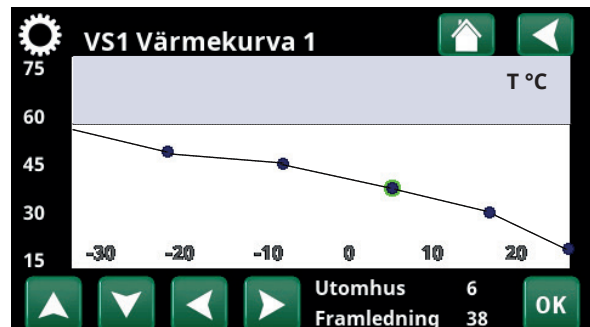 VS1 Värmekurva 1
75
T °C
60
45
30
15
-30 -20 -10 0 10 20
Utomhus 6
Framledning 38
OK